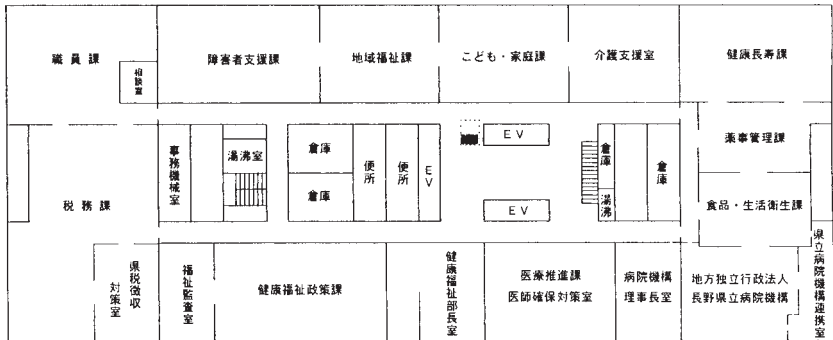 職員課
相談室
障害者支援課
地域福祉課
こども・家庭課
介護支援室
健康長寿課
税務課
事務機械室
湯沸室
倉庫
倉庫
便所
便所
EV
EV
EV
倉庫
湯沸
倉庫
薬事管理課
食品・生活衛生課
県税徴収
対策室
福祉監査室
健康福祉政策課
健康福祉部長室
医療推進課
医師確保対策室
病院機構
理事長室
地方独立行政法人
長野県立病院機構
県立病院機構連携室